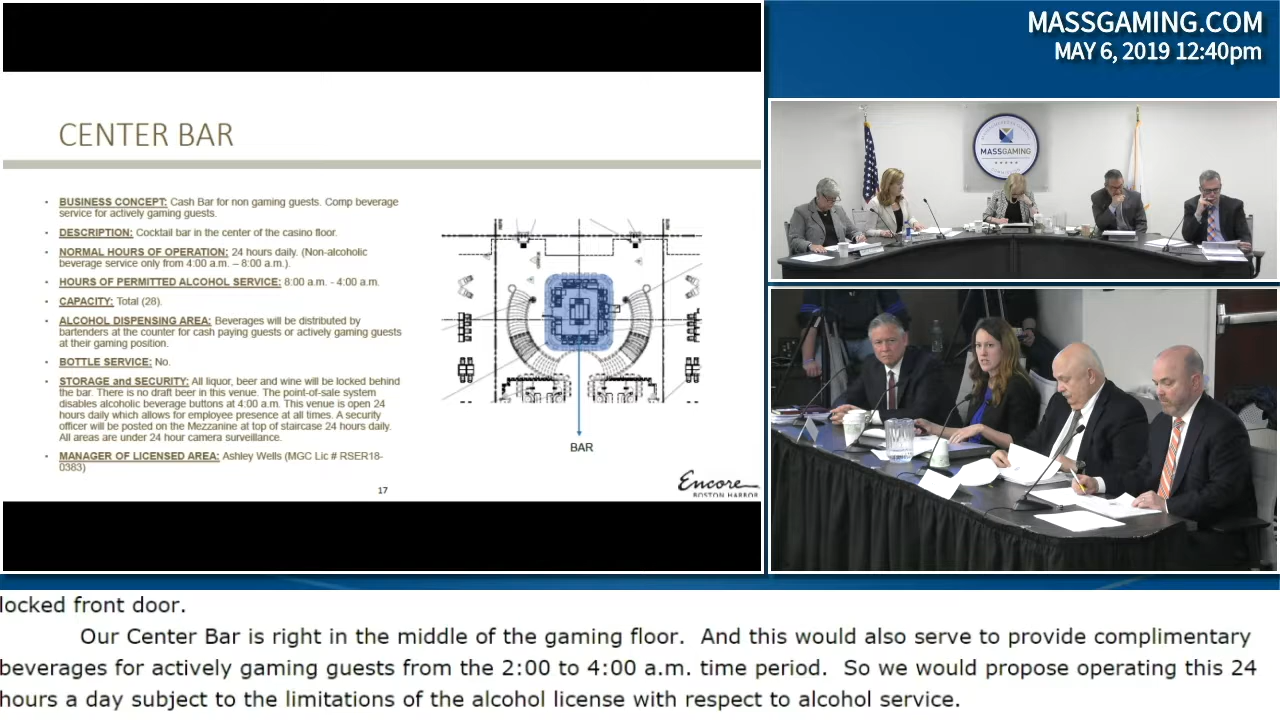 MASSGAMING.COM
MAY 6, 2019 12:40pm
CENTER BAR
• BUSINESS CONCEPT: Cash Bar for non gaming guests. Comp beverage
service for actively gaming guests.
• DESCRIPTION: Cocktail bar in the center of the casino floor.
• NORMAL HOURS OF OPERATION: 24 hours daily. (Non-alcoholic
beverage service only from 4:00 a.m. – 8:00 a.m.).
• HOURS OF PERMITTED ALCOHOL SERVICE: 8:00 a.m. - 4:00 a.m.
• CAPACITY: Total (28).
• ALCOHOL DISPENSING AREA: Beverages will be distributed by
bartenders at the counter for cash paying guests or actively gaming guests
at their gaming position.
• BOTTLE SERVICE: No.
• STORAGE and SECURITY: All liquor, beer and wine will be locked behind
the bar. There is no draft beer in this venue. The point-of-sale system
disables alcoholic beverage buttons at 4:00 a.m. This venue is open 24
hours daily which allows for employee presence at all times. A security
officer will be posted on the Mezzanine at top of staircase 24 hours daily.
All areas are under 24 hour camera surveillance.
• MANAGER OF LICENSED AREA: Ashley Wells (MGC Lic # RSER18-
0383)
BAR
17
Encore
BOSTON HARBOR
MASSGAMING
locked front door.
Our Center Bar is right in the middle of the gaming floor. And this would also serve to provide complimentary
beverages for actively gaming guests from the 2:00 to 4:00 a.m. time period. So we would propose operating this 24
hours a day subject to the limitations of the alcohol license with respect to alcohol service.